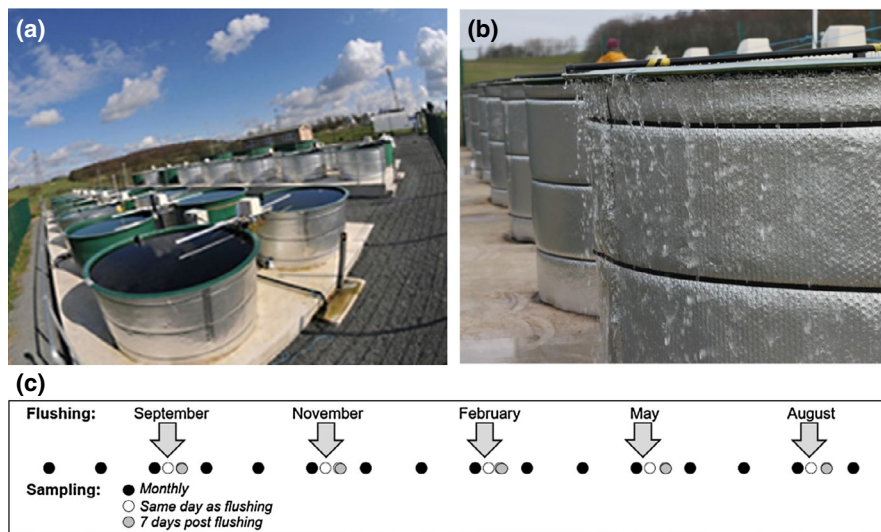 (a)
(b)
(c)
Flushing: September November February May August
Sampling:
Monthly
Same day as flushing
7 days post flushing